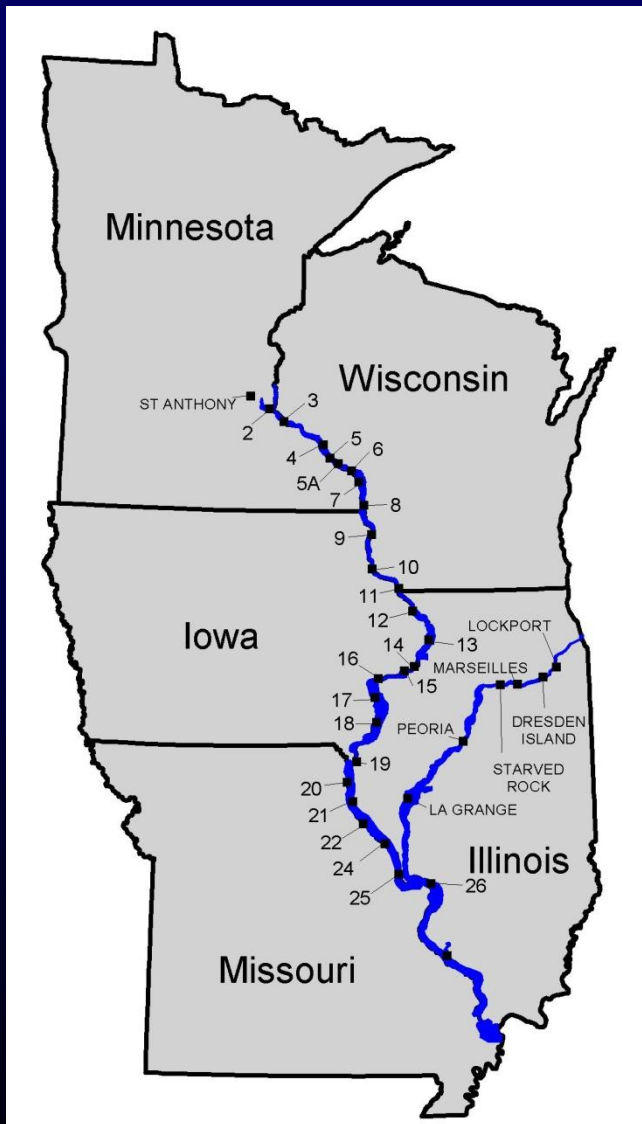 Minnesota
Wisconsin
ST ANTHONY
3
2
6
5
4
5A
7
8
9
10
11
12
Iowa
13
LOCKPORT
14
16
MARSEILLES
15
17
DRESDEN
ISLAND
18
PEORIA
STARVED
ROCK
19
20
21
LA GRANGE
22
24
Illinois
25
26
Missouri